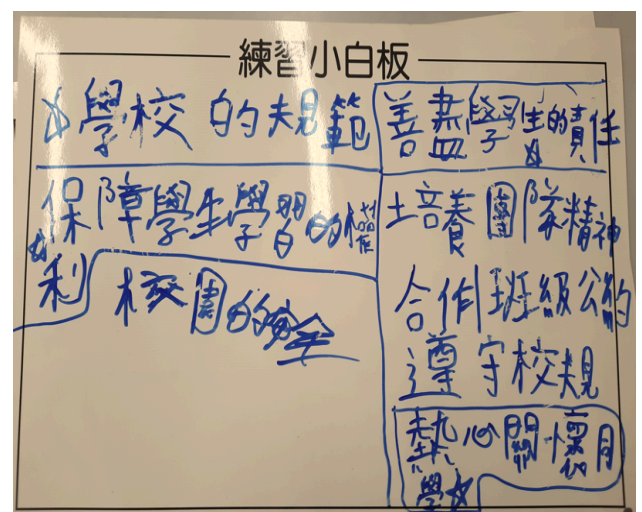 練習小白板
學校的規範
保障學生學習的權
利
校園的安全
善盡學生的責任
培養團隊精神
合作班級公約
遵守校規
熱心關懷同
學